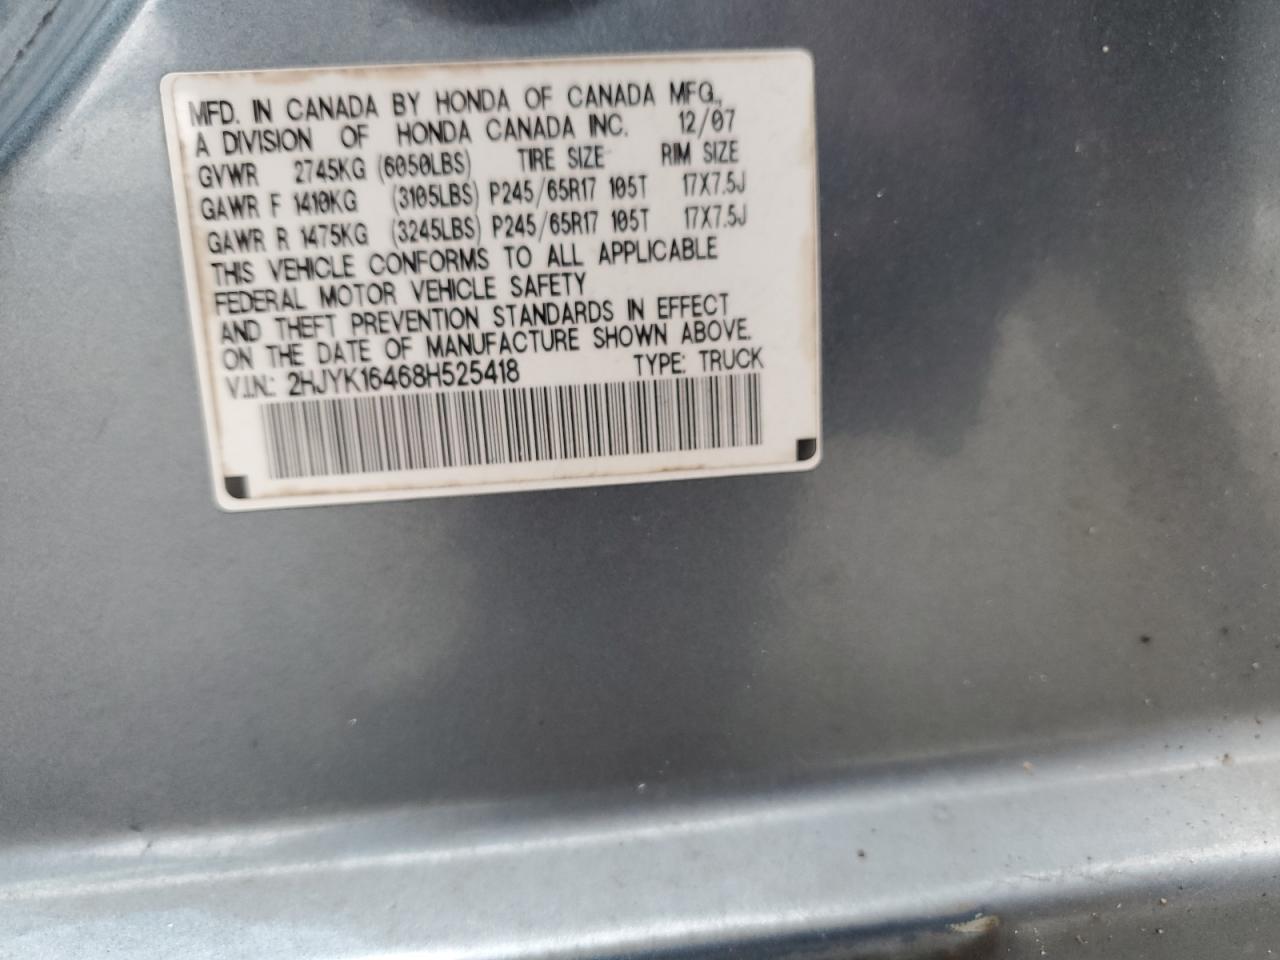 MFD. IN CANADA BY HONDA OF CANADA MFG.,
A DIVISION OF HONDA CANADA INC. 12/07
GVWR 2745KG (6050LBS) TIRE SIZE RIM SIZE
GAWR F 1410KG (3105LBS) P245/65R17 105T 17X7.5J
GAWR R 1475KG (3245LBS) P245/65R17 105T 17X7.5J
THIS VEHICLE CONFORMS TO ALL APPLICABLE
FEDERAL MOTOR VEHICLE SAFETY
AND THEFT PREVENTION STANDARDS IN EFFECT
ON THE DATE OF MANUFACTURE SHOWN ABOVE.
V.I.N.: 2HJYK16468H525418 TYPE: TRUCK